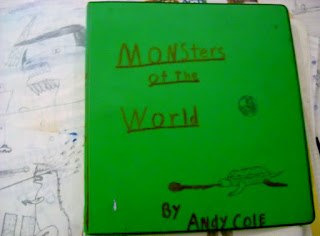 MONSters
of the
World
BY ANDY COLE